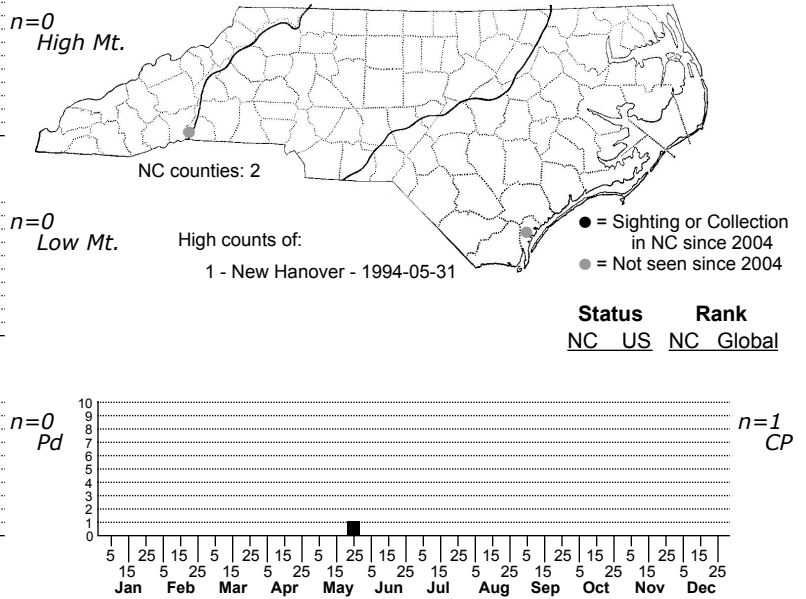 n=0
High Mt.
NC counties: 2
n=0
Low Mt.
High counts of:
1 - New Hanover - 1994-05-31
● = Sighting or Collection
in NC since 2004
● = Not seen since 2004
Status Rank
NC US NC Global
n=0
Pd
n=1
CP
10
9
8
7
6
5
4
3
2
1
0
5 25 15 5 25 15 5 25 15 5 25 15 5 25 15 5 25 15
15 5 25 15 5 25 15 5 25 15 5 25 15 5 25 15 5 25
Jan Feb Mar Apr May Jun Jul Aug Sep Oct Nov Dec